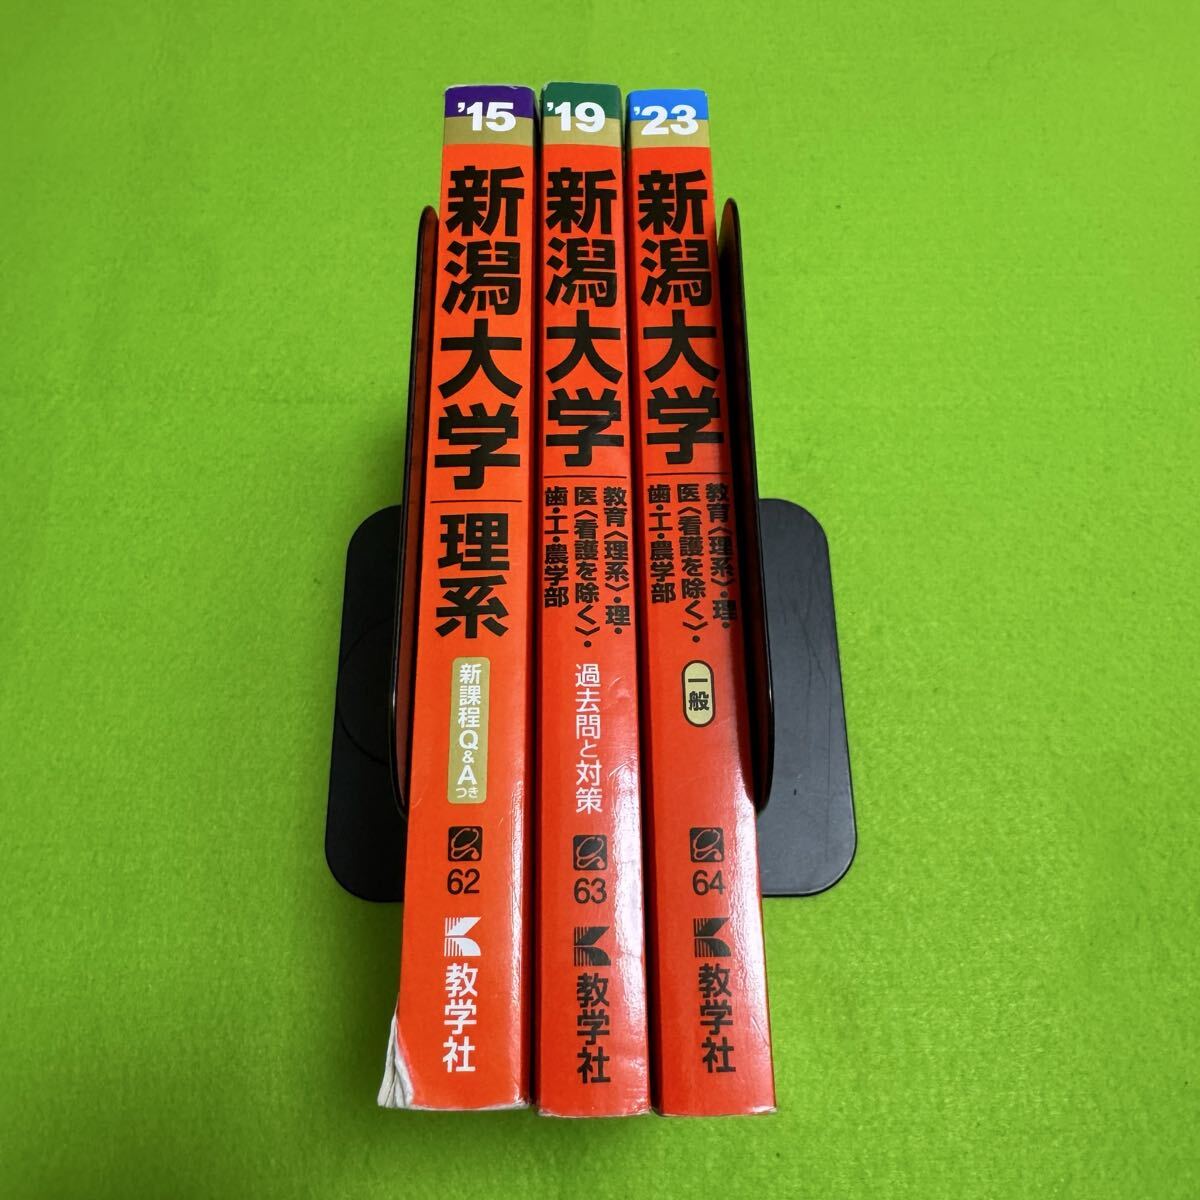 '15
新潟大学
理系
新課程Q&Aつき
62
教学社
'19
新潟大学
教育〈理系〉・理・
医〈看護を除く〉・
歯・工・農学部
過去問と対策
63
教学社
'23
新潟大学
教育〈理系〉・理・
医〈看護を除く〉・
歯・工・農学部
一般
64
教学社